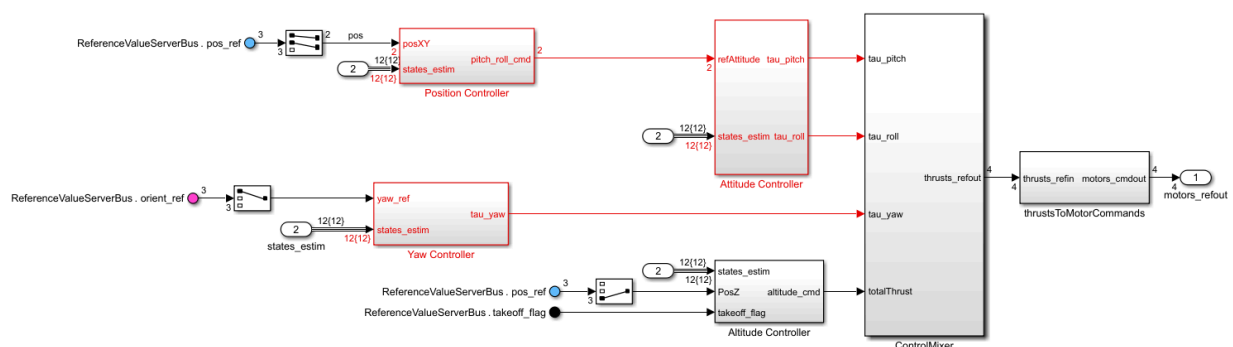 ReferenceValueServerBus . pos_ref
3
3
2
pos
2
posXY
12{12}
2
states_estim
12{12}
pitch_roll_cmd
2
Position Controller
refAttitude
2
tau_pitch
12{12}
2
states_estim
12{12}
tau_roll
Attitude Controller
tau_pitch
tau_roll
tau_yaw
totalThrust
thrusts_refout
4
ControlMixer
4
thrusts_refin
motors_cmdout
4
thrustsToMotorCommands
4
1
motors_refout
ReferenceValueServerBus . orient_ref
3
3
yaw_ref
12{12}
2
states_estim
12{12}
states_estim
tau_yaw
Yaw Controller
12{12}
2
states_estim
12{12}
ReferenceValueServerBus . pos_ref
3
3
PosZ
altitude_cmd
ReferenceValueServerBus . takeoff_flag
takeoff_flag
Altitude Controller